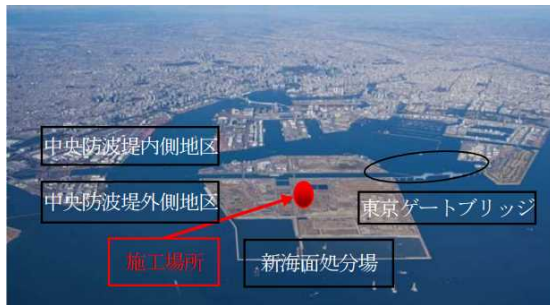 中央防波堤内側地区
中央防波堤外側地区
東京ゲートブリッジ
施工場所
新海面処分場